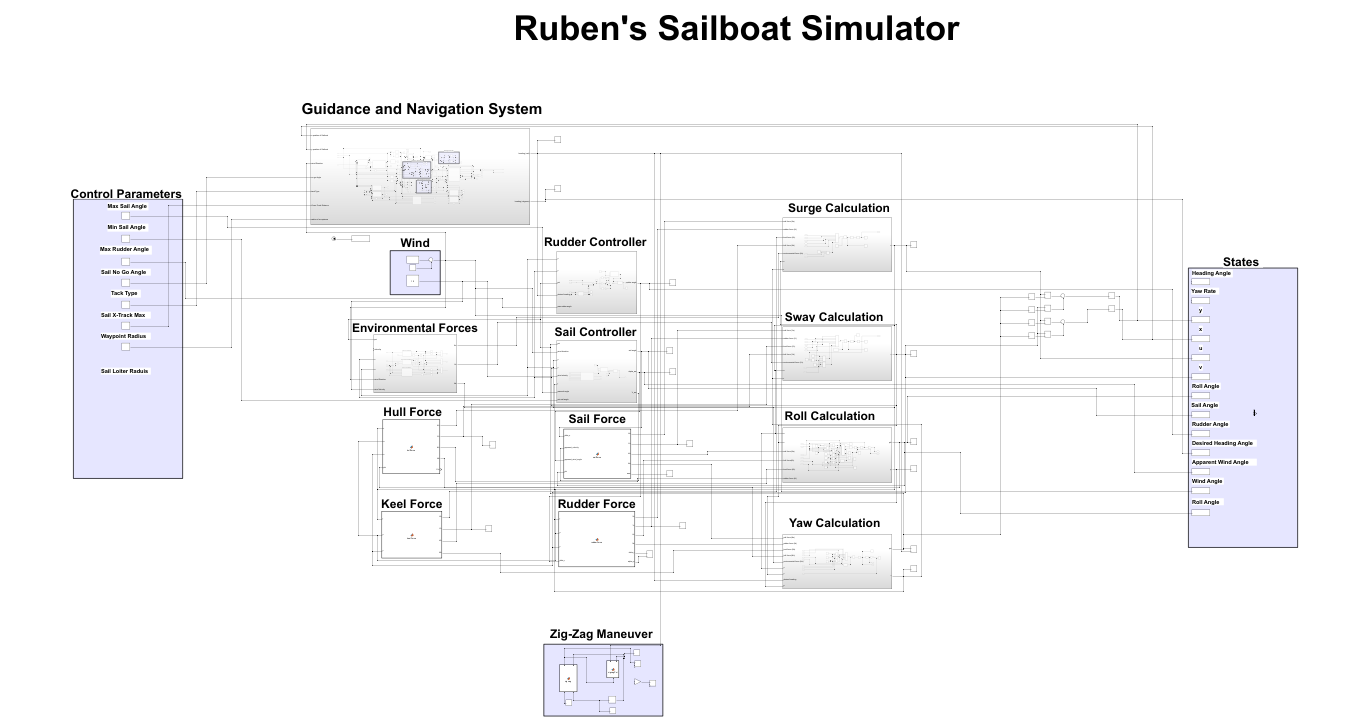 Ruben's Sailboat Simulator
Guidance and Navigation System
Control Parameters
Max Sail Angle
Min Sail Angle
Max Rudder Angle
Sail No Go Angle
Tack Type
Sail X-Track Max
Waypoint Radius
Sail Loiter Raduis
Wind
Environmental Forces
Hull Force
Keel Force
Rudder Controller
Sail Controller
Sail Force
Rudder Force
Surge Calculation
Sway Calculation
Roll Calculation
Yaw Calculation
States
Heading Angle
Yaw Rate
y
x
u
v
Roll Angle
Sail Angle
Rudder Angle
Desired Heading Angle
Apparent Wind Angle
Wind Angle
Roll Angle
Zig-Zag Maneuver